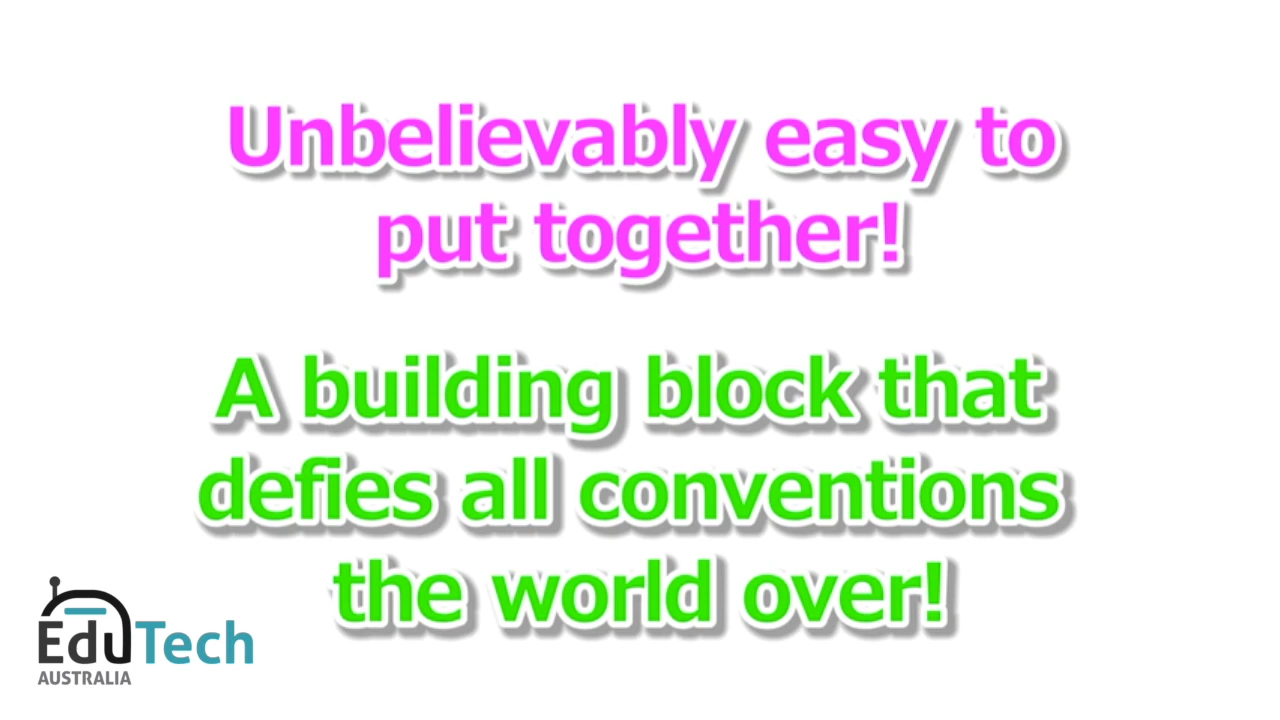 Unbelievably easy to
put together!
A building block that
defies all conventions
the world over!
EduTech
AUSTRALIA